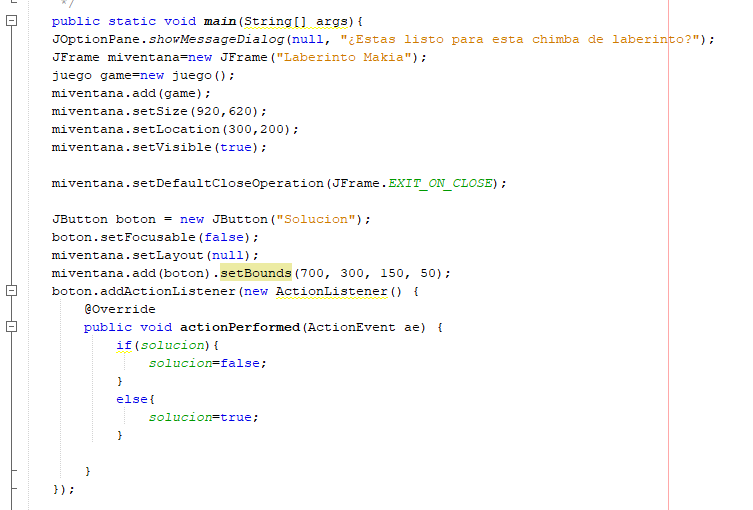 */
public static void main(String[] args){
JOptionPane.showMessageDialog(null, "¿Estas listo para esta chimba de laberinto?");
JFrame miventana=new JFrame("Laberinto Makia");
juego game=new juego();
miventana.add(game);
miventana.setSize(920,620);
miventana.setLocation(300,200);
miventana.setVisible(true);
miventana.setDefaultCloseOperation(JFrame.EXIT_ON_CLOSE);
JButton boton = new JButton("Solucion");
boton.setFocusable(false);
miventana.setLayout(null);
miventana.add(boton).setBounds(700, 300, 150, 50);
boton.addActionListener(new ActionListener() {
@Override
public void actionPerformed(ActionEvent ae) {
if(solucion){
solucion=false;
}
else{
solucion=true;
}
}
});